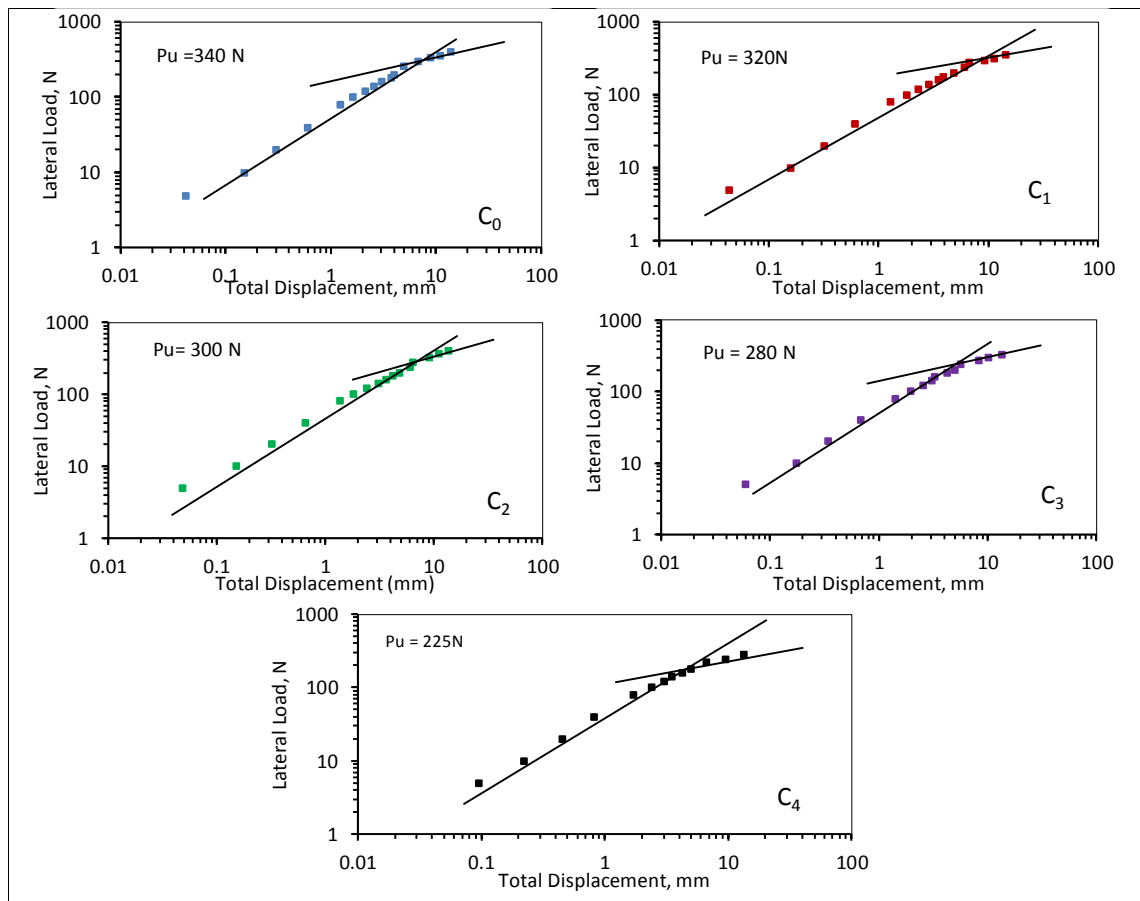 Pu =340 N
Lateral Load, N
1000
100
10
1
0.01 0.1 1 10 100
Total Displacement, mm
C₀
Pu = 320N
Lateral Load, N
1000
100
10
1
0.01 0.1 1 10 100
Total Displacement, mm
C₁
Pu= 300 N
Lateral Load, N
1000
100
10
1
0.01 0.1 1 10 100
Total Displacement (mm)
C₂
Pu = 280 N
Lateral Load, N
1000
100
10
1
0.01 0.1 1 10 100
Total Displacement, mm
C₃
Pu = 225N
Lateral Load, N
1000
100
10
1
0.01 0.1 1 10 100
Total Displacement, mm
C₄